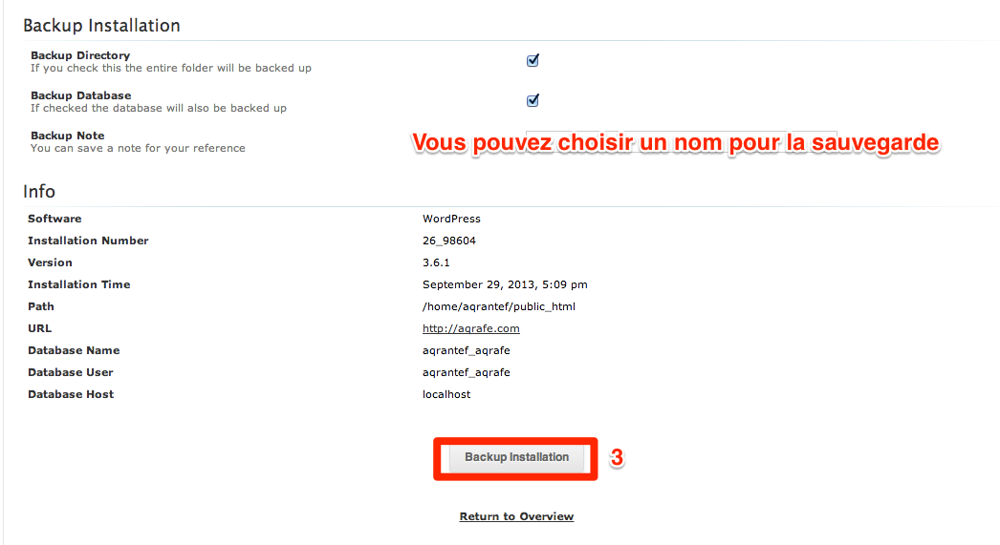 Backup Installation
Backup Directory
If you check this the entire folder will be backed up
Backup Database
If checked the database will also be backed up
Backup Note
You can save a note for your reference
Vous pouvez choisir un nom pour la sauvegarde
Info
Software WordPress
Installation Number 26_98604
Version 3.6.1
Installation Time September 29, 2013, 5:09 pm
Path /home/aqrantef/public_html
URL http://aqrafe.com
Database Name aqrantef_aqrafe
Database User aqrantef_aqrafe
Database Host localhost
Backup Installation 3
Return to Overview